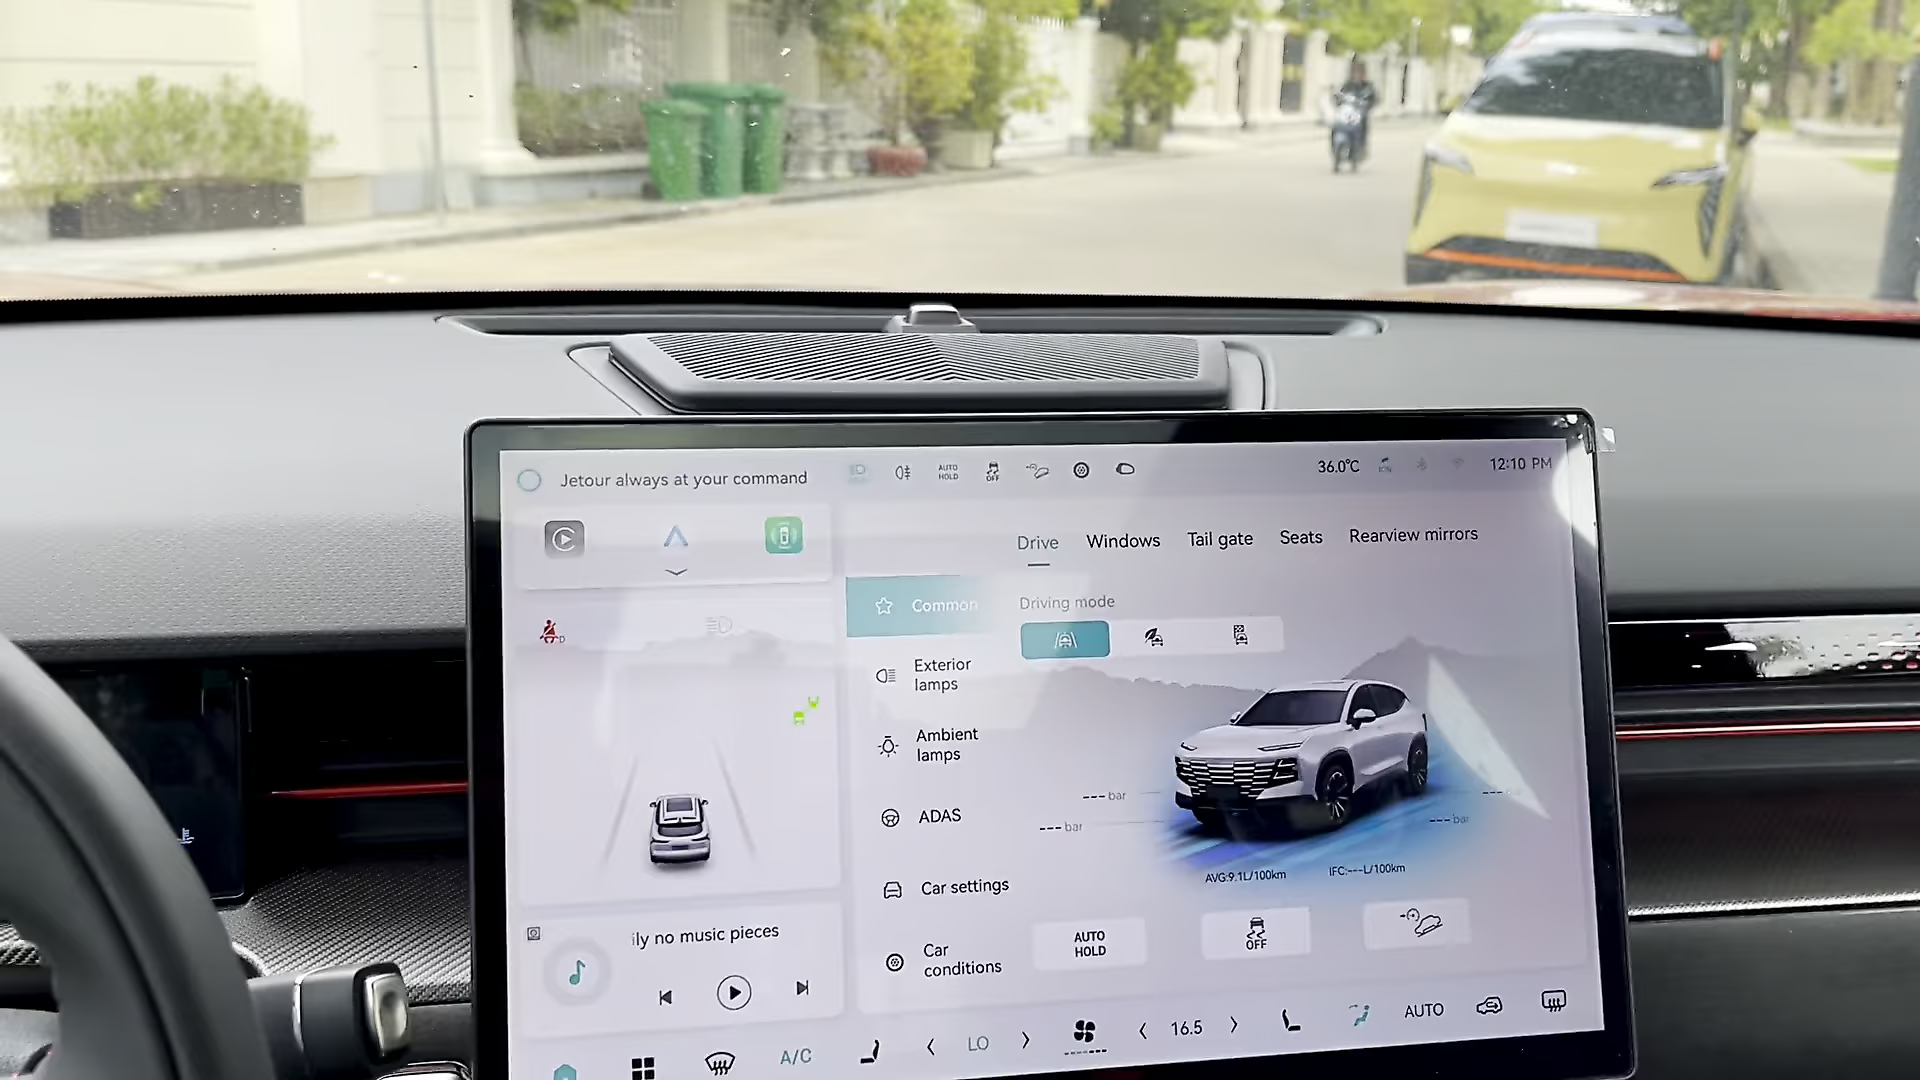 Jetour always at your command
AUTO
HOLD
OFF
36.0°C
12:10 PM
Drive
Windows
Tail gate
Seats
Rearview mirrors
Common
Driving mode
Exterior
lamps
Ambient
lamps
ADAS
Car settings
Car
conditions
--- bar
--- bar
---
--- bar
AVG:9.1L/100km
IFC:---L/100km
AUTO
HOLD
OFF
ily no music pieces
A/C
LO
16.5
AUTO